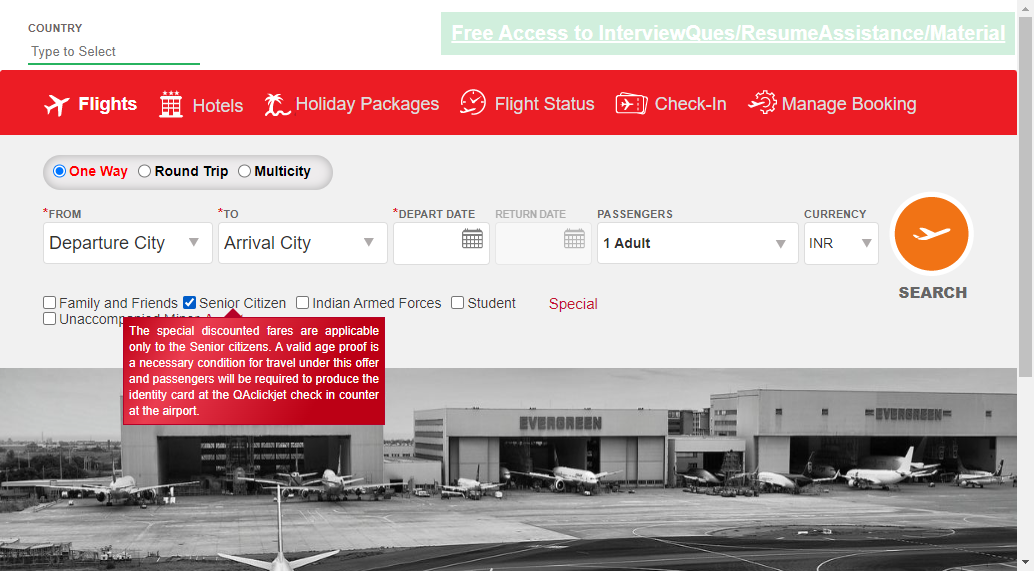 COUNTRY
Type to Select
Free Access to InterviewQues/ResumeAssistance/Material
Flights Hotels Holiday Packages Flight Status Check-In Manage Booking
One Way Round Trip Multicity
*FROM *TO *DEPART DATE RETURN DATE PASSENGERS CURRENCY
Departure City Arrival City 1 Adult INR
SEARCH
Family and Friends Senior Citizen Indian Armed Forces Student Special
Unaccompanied Minor
The special discounted fares are applicable
only to the Senior citizens. A valid age proof is
a necessary condition for travel under this offer
and passengers will be required to produce the
identity card at the QAclickjet check in counter
at the airport.
EVERGREEN EVERGREEN